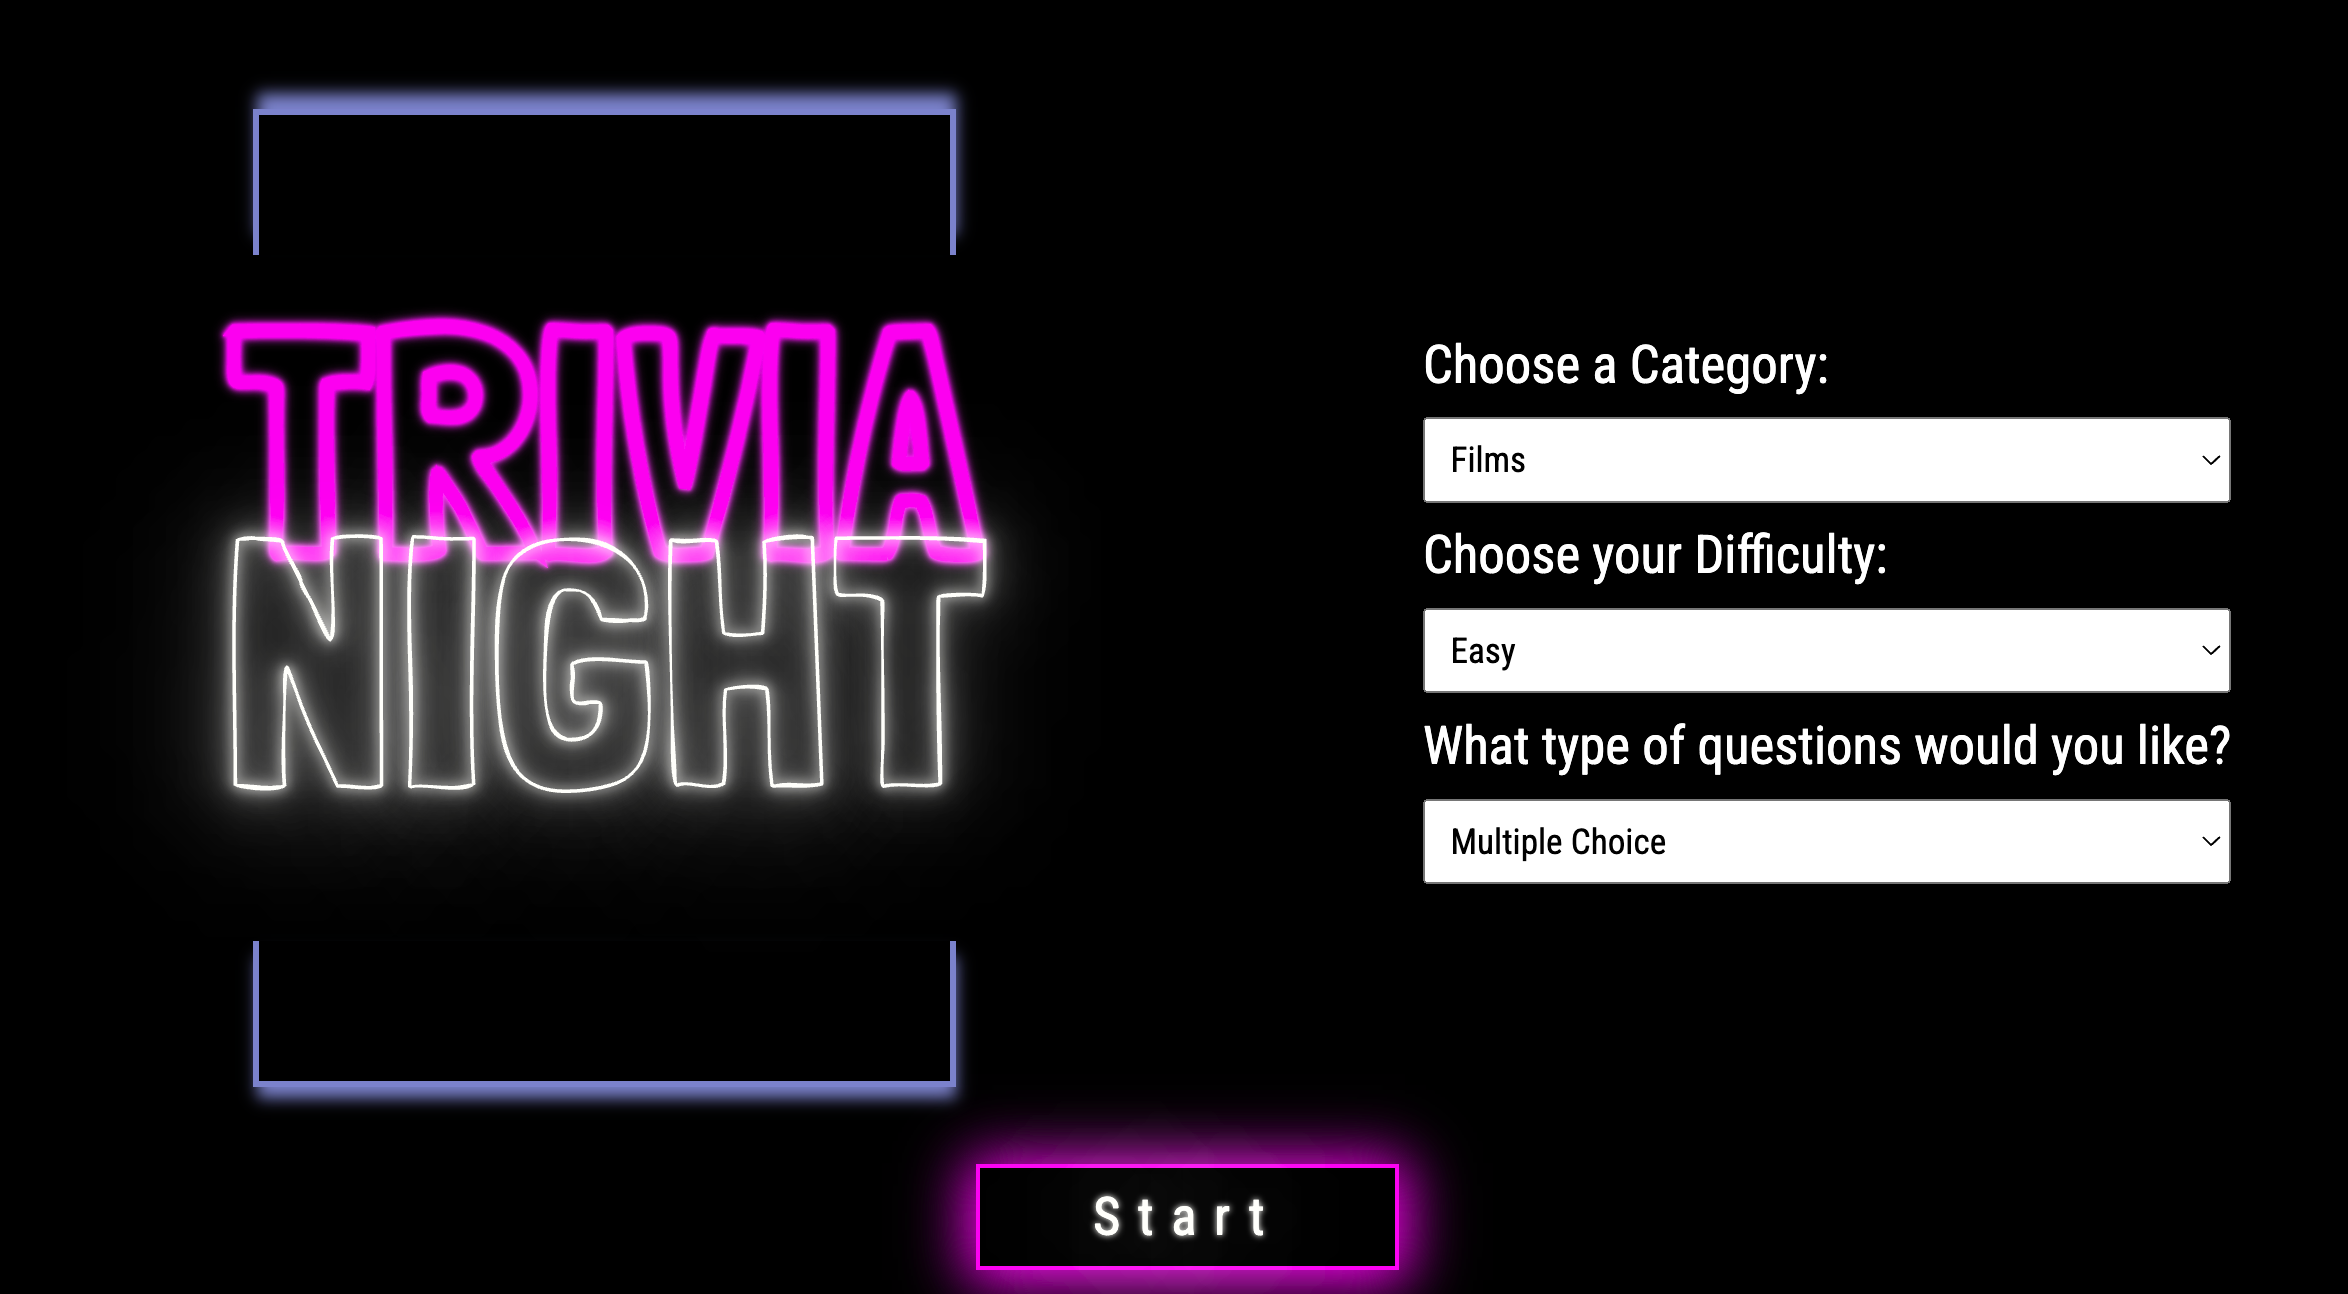 TRIVIA
NIGHT
Choose a Category:
Films
Choose your Difficulty:
Easy
What type of questions would you like?
Multiple Choice
Start